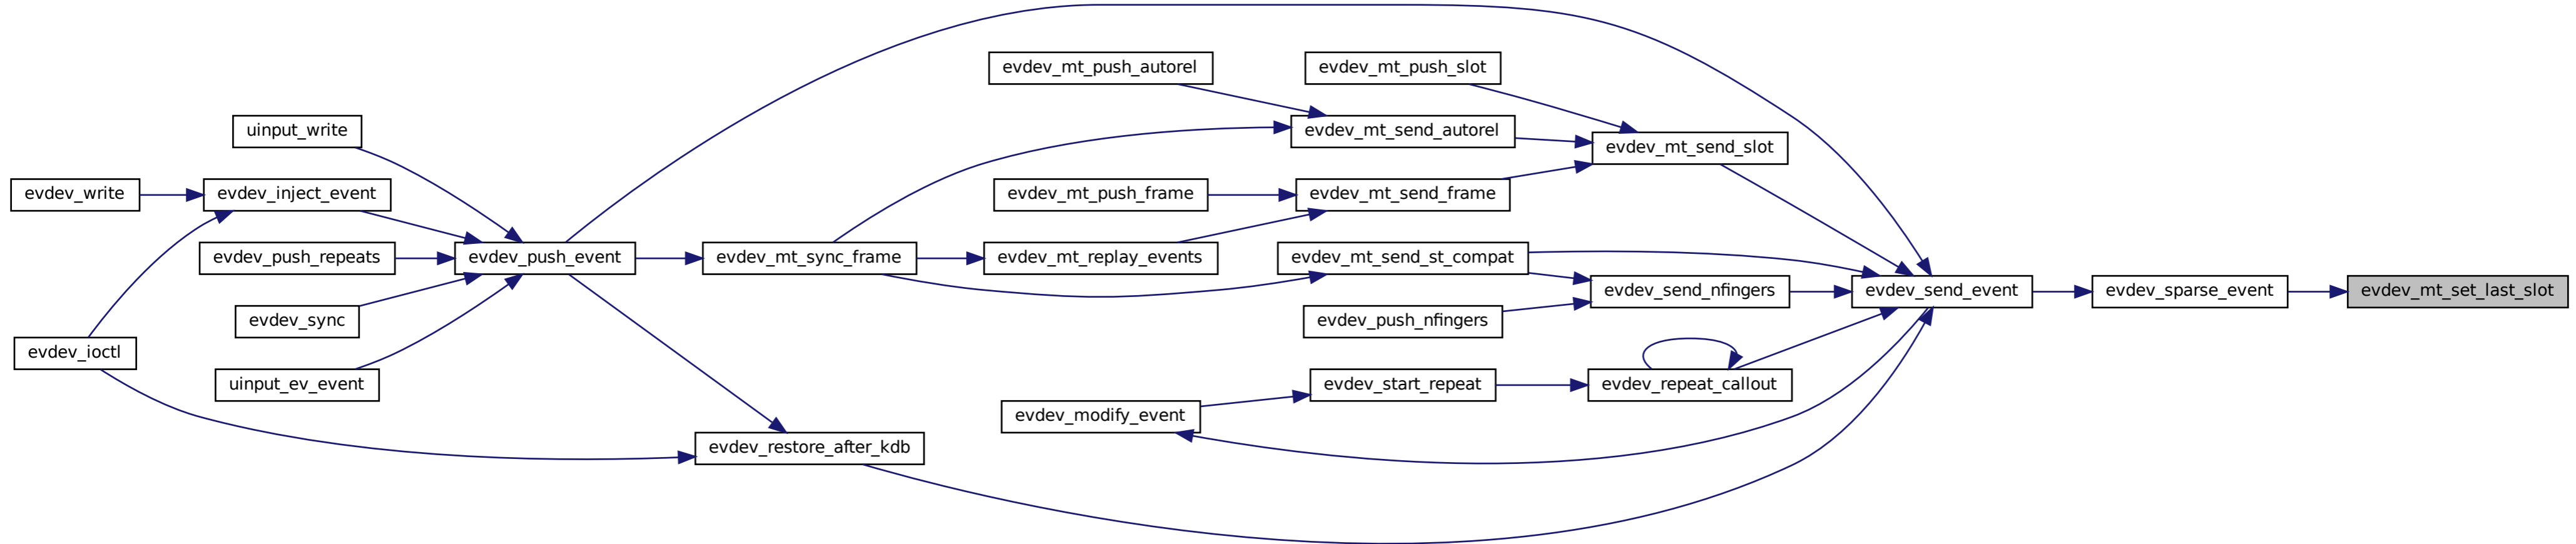 evdev_mt_push_autorel
evdev_mt_push_slot
uinput_write
evdev_mt_send_autorel
evdev_mt_send_slot
evdev_write
evdev_inject_event
evdev_mt_push_frame
evdev_mt_send_frame
evdev_push_repeats
evdev_push_event
evdev_mt_sync_frame
evdev_mt_replay_events
evdev_mt_send_st_compat
evdev_send_nfingers
evdev_send_event
evdev_sparse_event
evdev_mt_set_last_slot
evdev_sync
evdev_push_nfingers
evdev_ioctl
uinput_ev_event
evdev_start_repeat
evdev_repeat_callout
evdev_modify_event
evdev_restore_after_kdb